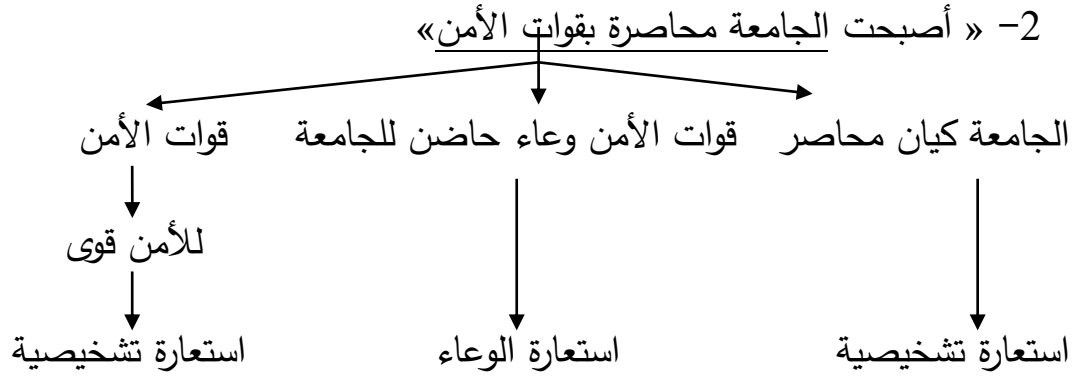 2- « أصبحت الجامعة محاصرة بقوات الأمن»
الجامعة كيان محاصر قوات الأمن وعاء حاضن للجامعة قوات الأمن
للأمن قوى
استعارة تشخيصية استعارة الوعاء استعارة تشخيصية